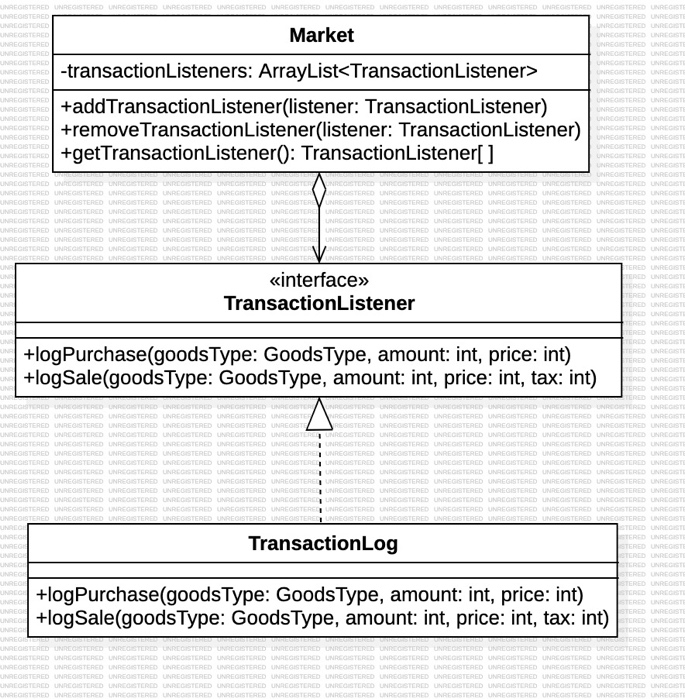 Market
-transactionListeners: ArrayList<TransactionListener>
+addTransactionListener(listener: TransactionListener)
+removeTransactionListener(listener: TransactionListener)
+getTransactionListener(): TransactionListener[ ]
«interface»
TransactionListener
+logPurchase(goodsType: GoodsType, amount: int, price: int)
+logSale(goodsType: GoodsType, amount: int, price: int, tax: int)
TransactionLog
+logPurchase(goodsType: GoodsType, amount: int, price: int)
+logSale(goodsType: GoodsType, amount: int, price: int, tax: int)
UNREGISTERED